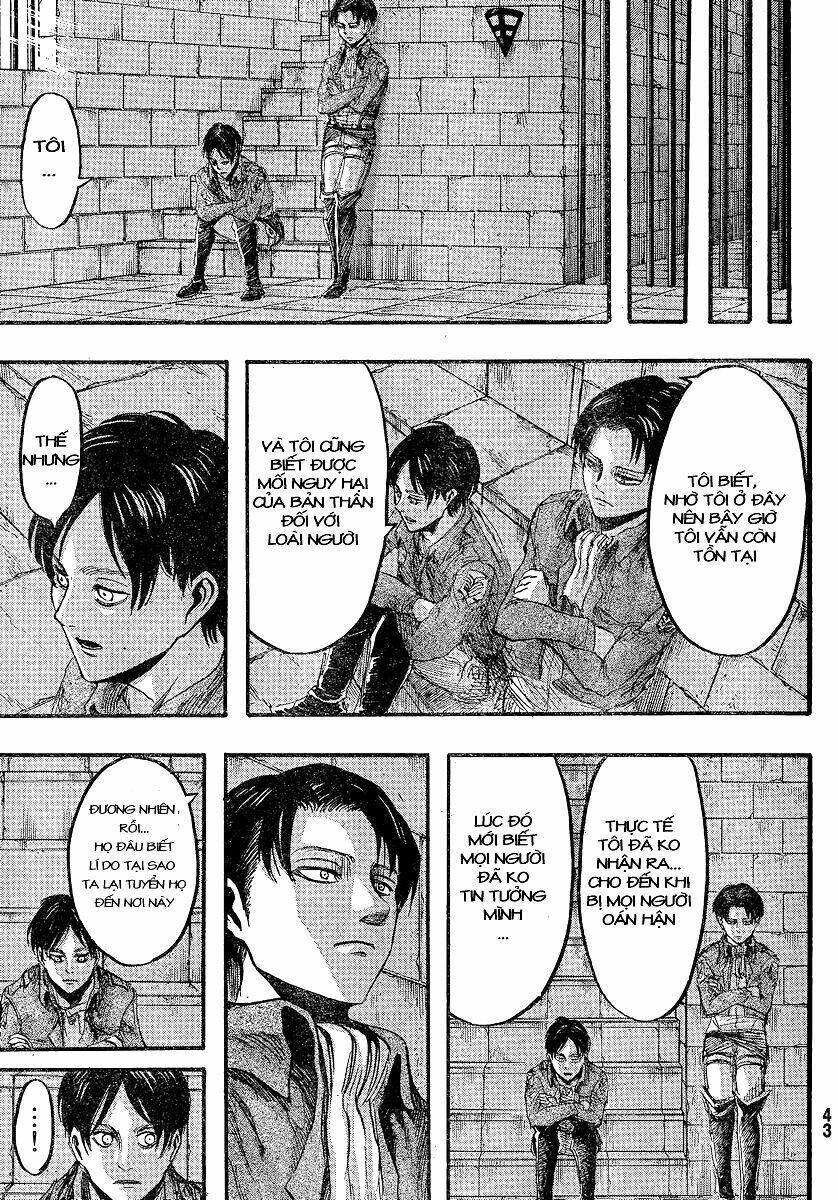 TÔI
...
TÔI BIẾT,
NHỜ TÔI Ở ĐÂY
NÊN BÂY GIỜ
TÔI VẪN CÒN
TỒN TẠI
VÀ TÔI CŨNG
BIẾT ĐƯỢC
MỐI NGUY HẠI
CỦA BẢN THÂN
ĐỐI VỚI
LOÀI NGƯỜI
THẾ
NHƯNG
...
THỰC TẾ
TÔI ĐÃ KO
NHẬN RA...
CHO ĐẾN KHI
BỊ MỌI NGƯỜI
OÁN HẬN
LÚC ĐÓ
MỚI BIẾT
MỌI NGƯỜI
ĐÃ KO
TIN TƯỞNG
MÌNH
...
ĐƯƠNG NHIÊN
RỒI...
HỌ ĐÂU BIẾT
LÍ DO TẠI SAO
TA LẠI TUYỂN HỌ
ĐẾN NƠI NÀY
...!
43